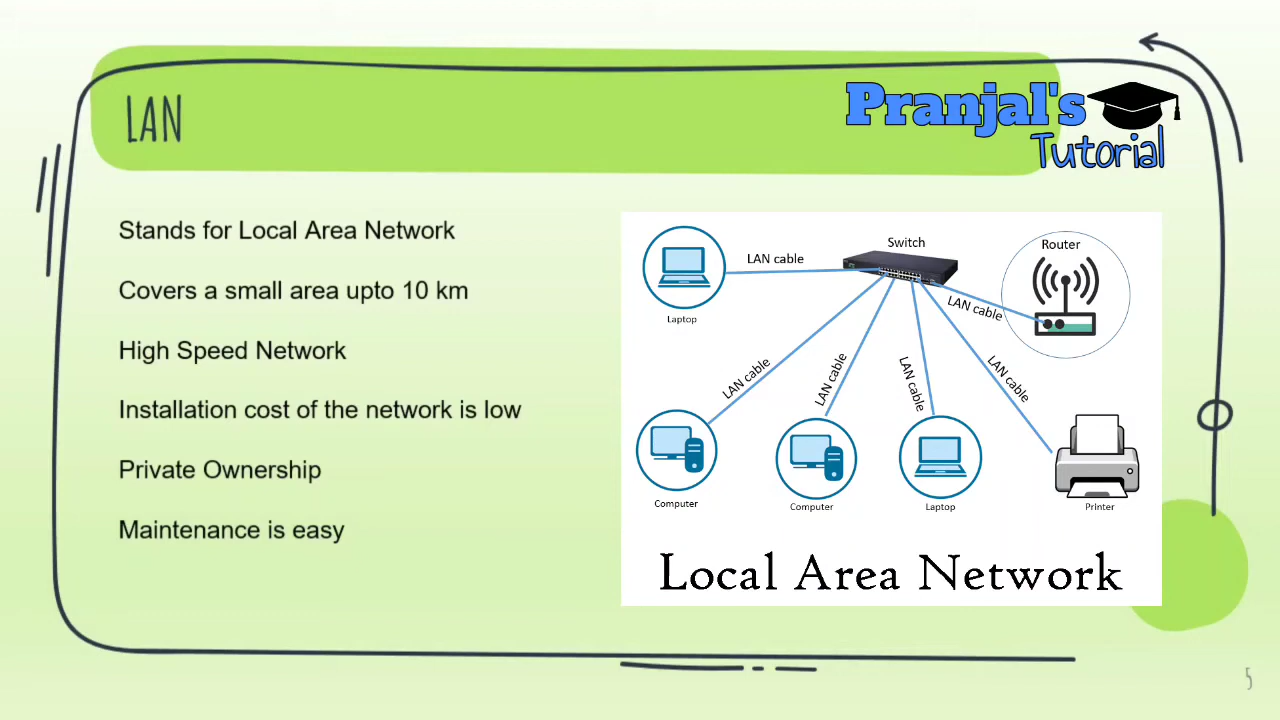 LAN
Pranjal's
Tutorial
Stands for Local Area Network
Covers a small area upto 10 km
High Speed Network
Installation cost of the network is low
Private Ownership
Maintenance is easy
Switch
Router
LAN cable
LAN cable
Laptop
LAN cable
LAN cable
LAN cable
LAN cable
Computer
Computer
Laptop
Printer
Local Area Network
5